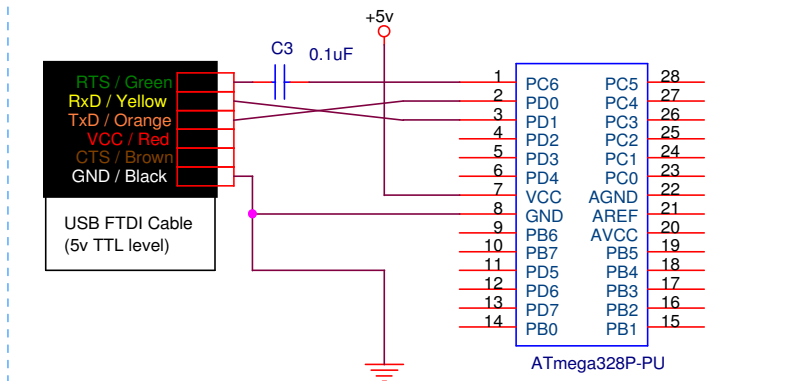 +5v
C3
0.1uF
RTS / Green
RxD / Yellow
TxD / Orange
VCC / Red
CTS / Brown
GND / Black
USB FTDI Cable
(5v TTL level)
1 PC6 PC5 28
2 PD0 PC4 27
3 PD1 PC3 26
4 PD2 PC2 25
5 PD3 PC1 24
6 PD4 PC0 23
7 VCC AGND 22
8 GND AREF 21
9 PB6 AVCC 20
10 PB7 PB5 19
11 PD5 PB4 18
12 PD6 PB3 17
13 PD7 PB2 16
14 PB0 PB1 15
ATmega328P-PU